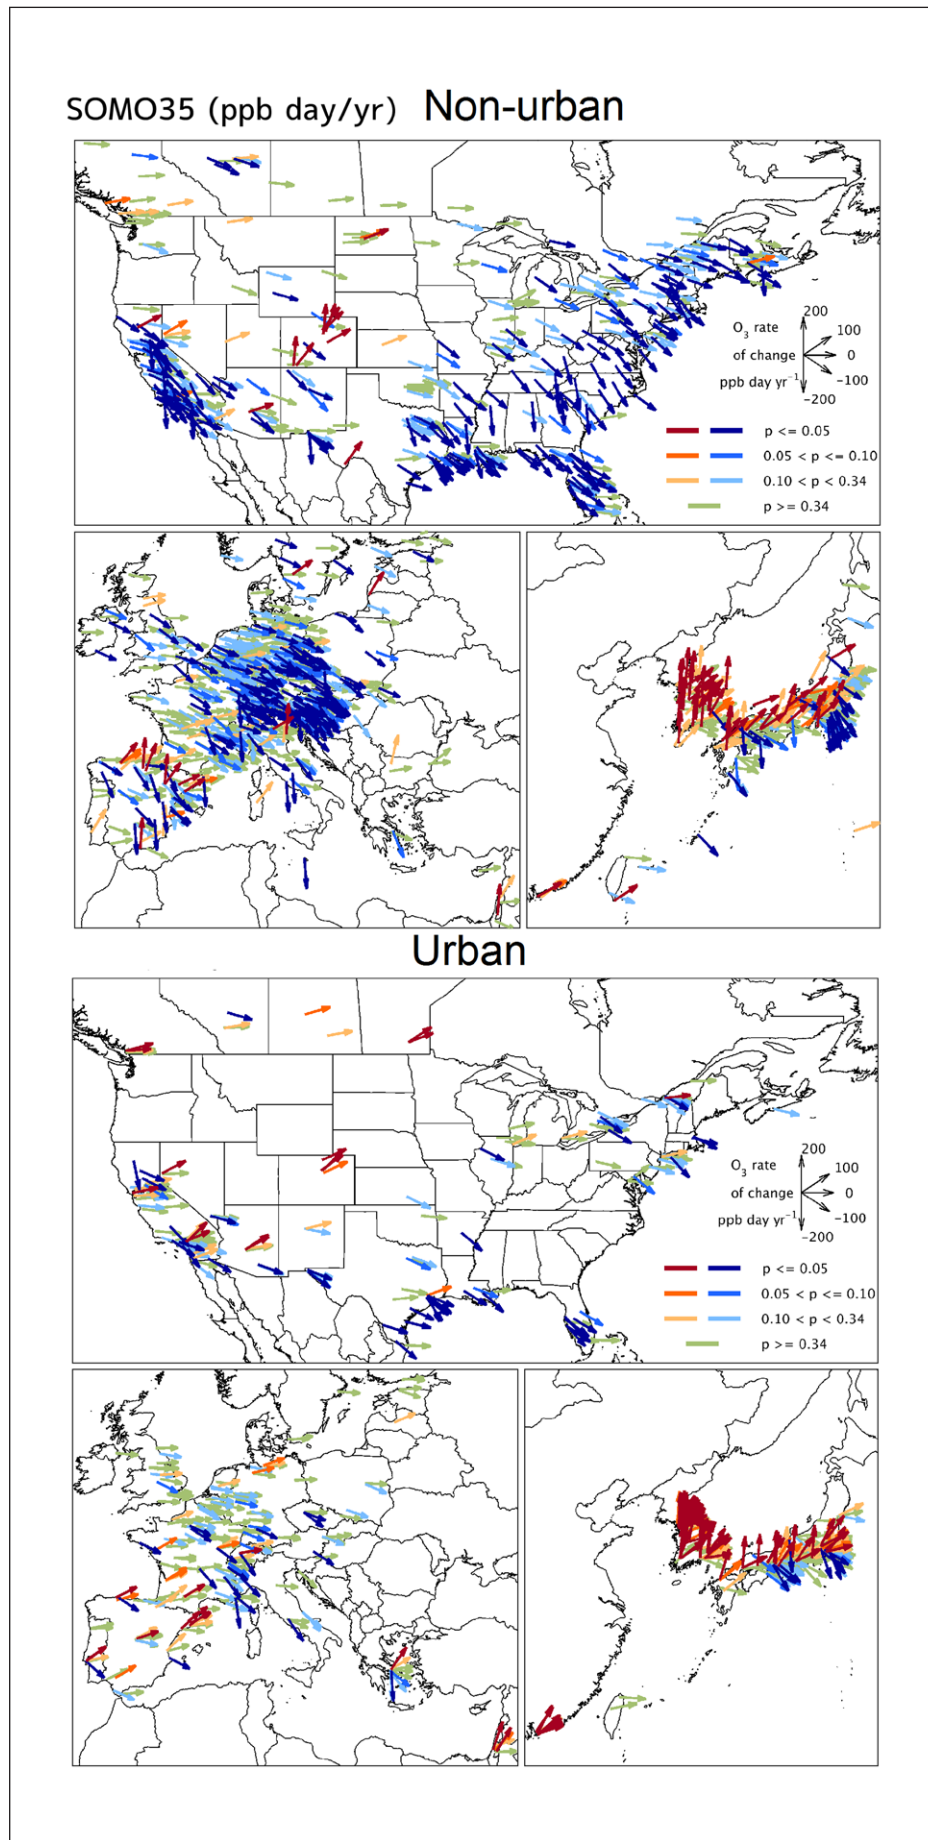 SOMO35 (ppb day/yr) Non-urban
200
O3 rate
100
of change
0
ppb day yr⁻¹
-100
-200
p <= 0.05
0.05 < p <= 0.10
0.10 < p < 0.34
p >= 0.34
Urban
200
O3 rate
100
of change
0
ppb day yr⁻¹
-100
-200
p <= 0.05
0.05 < p <= 0.10
0.10 < p < 0.34
p >= 0.34